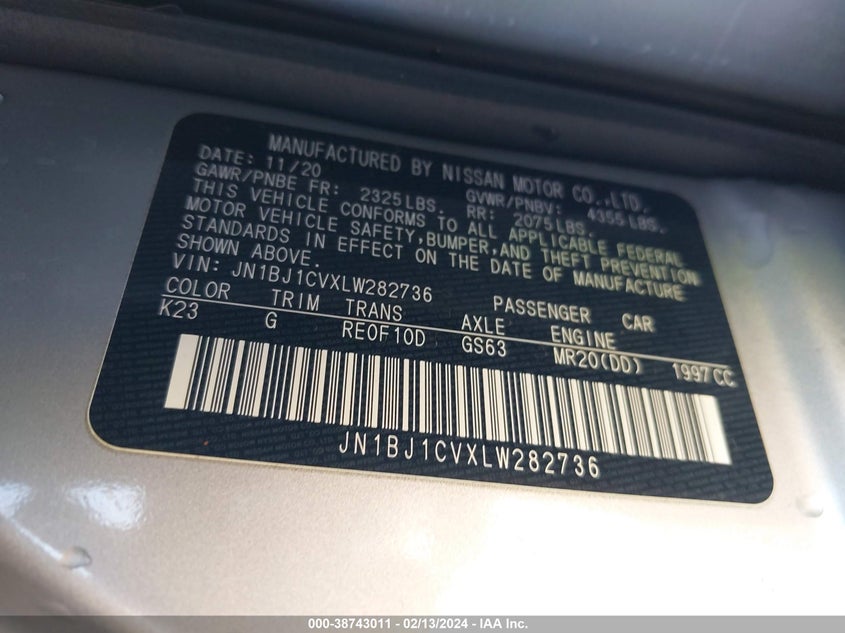 MANUFACTURED BY NISSAN MOTOR CO.,LTD.
DATE: 11/20 GVWR/PNBV: 4355 LBS.
GAWR/PNBE FR: 2325 LBS. RR: 2075 LBS.
THIS VEHICLE CONFORMS TO ALL APPLICABLE FEDERAL
MOTOR VEHICLE SAFETY, BUMPER, AND THEFT PREVENTION
STANDARDS IN EFFECT ON THE DATE OF MANUFACTURE
SHOWN ABOVE.
VIN: JN1BJ1CVXLW282736 PASSENGER CAR
COLOR TRIM TRANS AXLE ENGINE
K23 G RE0F10D GS63 MR20(DD) 1997 CC
JN1BJ1CVXLW282736
000-38743011 - 02/13/2024 - IAA Inc.